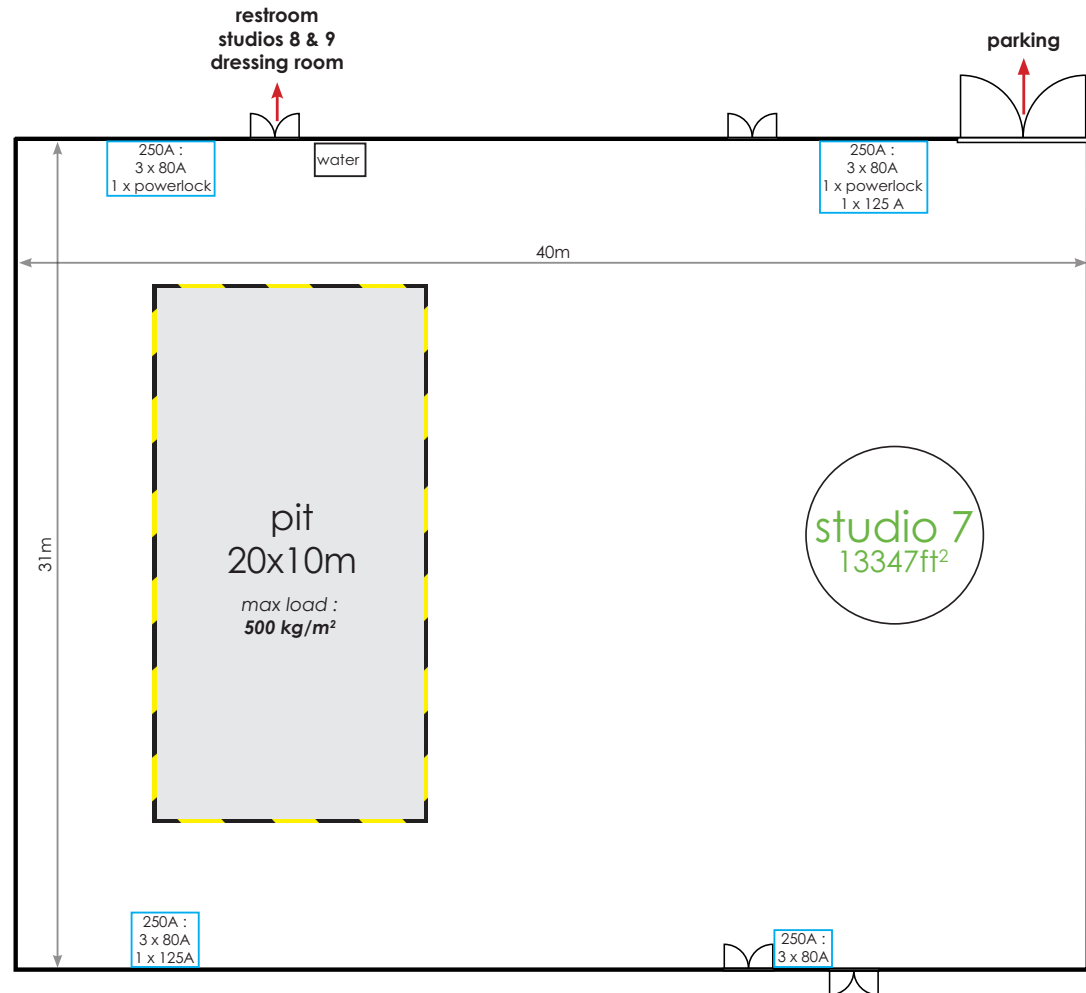 restroom
studios 8 & 9
dressing room
parking
250A :
3 x 80A
1 x powerlock
water
250A :
3 x 80A
1 x powerlock
1 x 125 A
40m
31m
pit
20x10m
max load :
500 kg/m²
studio 7
13347ft²
250A :
3 x 80A
1 x 125A
250A :
3 x 80A